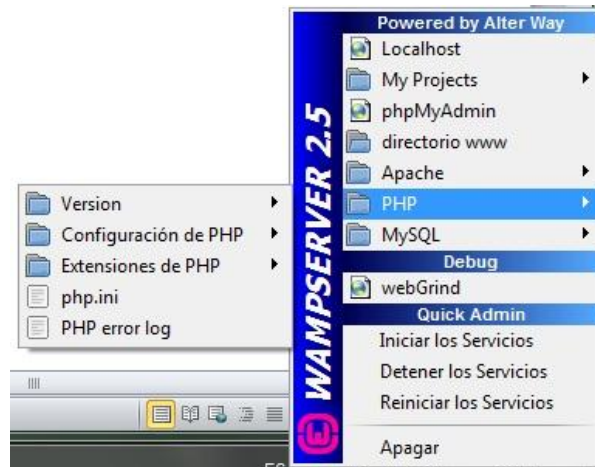 Powered by Alter Way
Localhost
My Projects
phpMyAdmin
directorio www
Apache
PHP
MySQL
Debug
webGrind
Quick Admin
Iniciar los Servicios
Detener los Servicios
Reiniciar los Servicios
Apagar
WAMPSERVER 2.5
Version
Configuración de PHP
Extensiones de PHP
php.ini
PHP error log